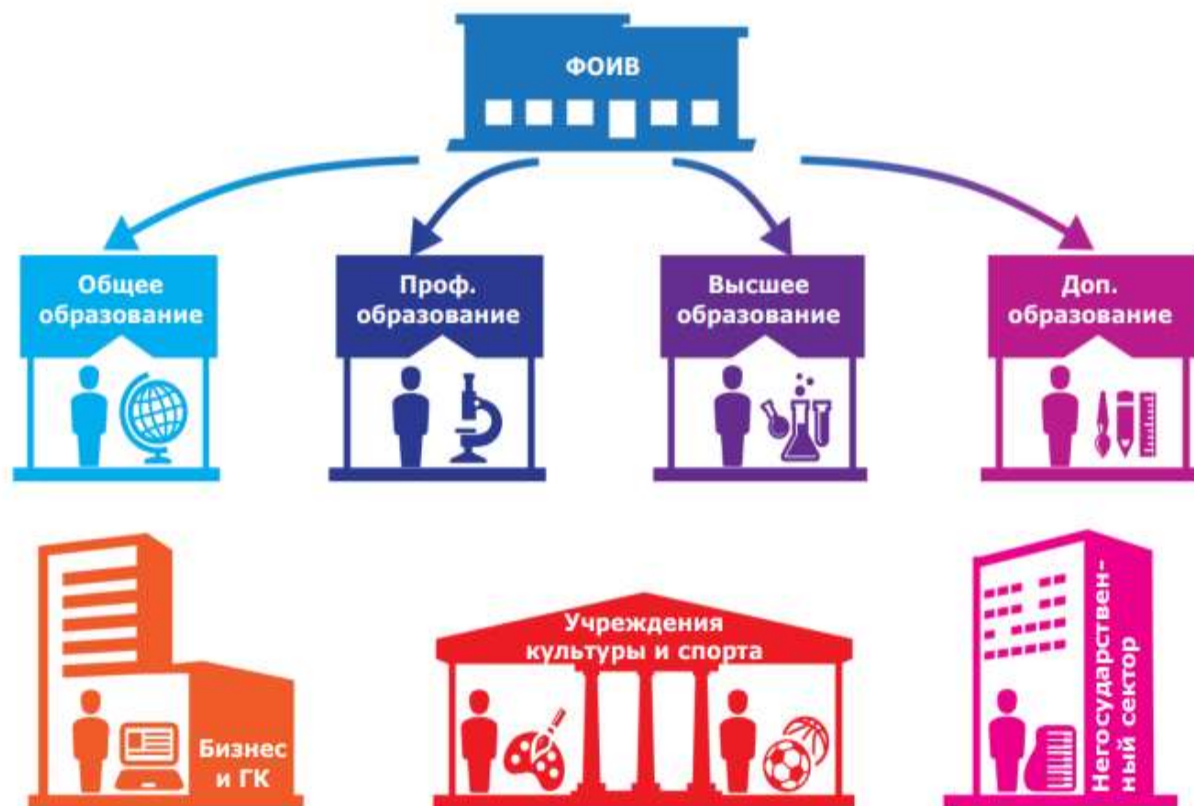 ФОИВ
Общее
образование
Проф.
образование
Высшее
образование
Доп.
образование
Бизнес
и ГК
Учреждения
культуры и спорта
Негосударствен-
ный сектор